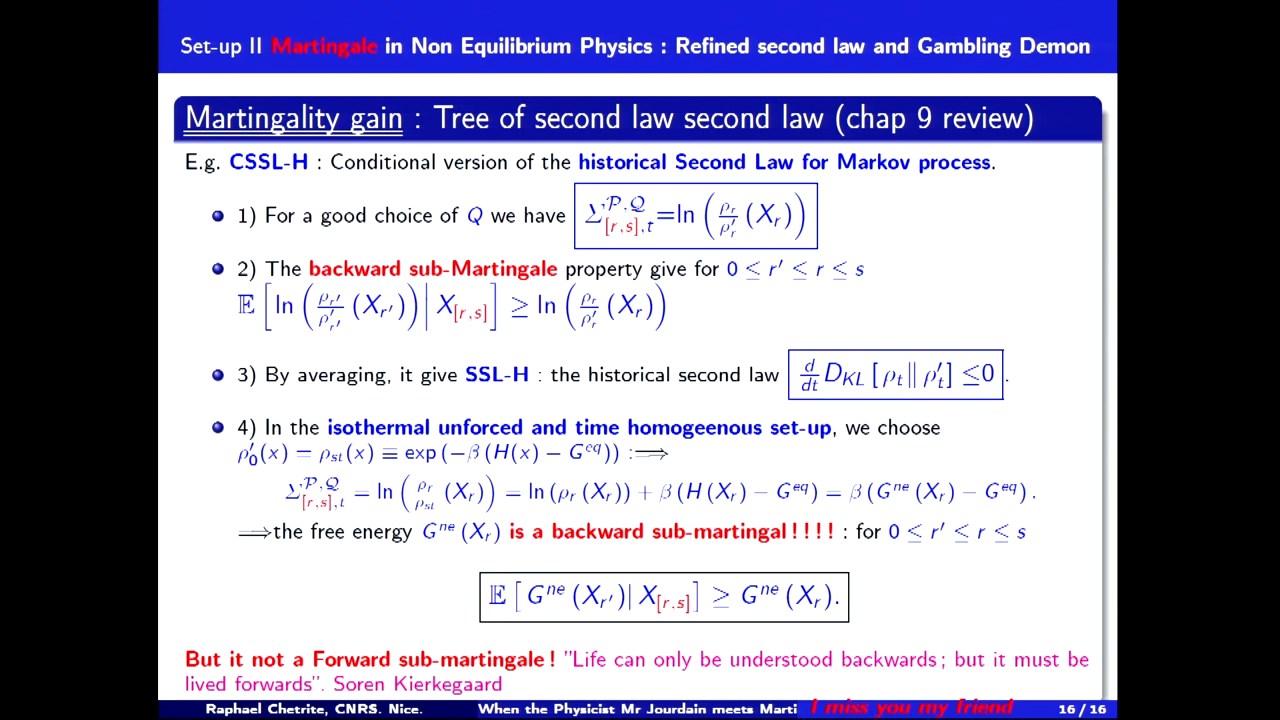 Set-up II Martingale in Non Equilibrium Physics : Refined second law and Gambling Demon
Martingality gain : Tree of second law second law (chap 9 review)
E.g. CSSL-H : Conditional version of the historical Second Law for Markov process.
1) For a good choice of Q we have Σ^{P,Q}_{[r,s],t} = ln (ρ_r/ρ'_r (X_r))
2) The backward sub-Martingale property give for 0 ≤ r' ≤ r ≤ s
𝔼 [ ln (ρ_{r'}/ρ'_{r'} (X_{r'})) | X_{[r,s]} ] ≥ ln (ρ_r/ρ'_r (X_r))
3) By averaging, it give SSL-H : the historical second law d/dt D_{KL} [ρ_t ∥ ρ'_t] ≤0 .
4) In the isothermal unforced and time homogeenous set-up, we choose
ρ'_0(x) = ρ_{st}(x) ≡ exp (−β (H(x) − G^{eq})) :⟹
Σ^{P,Q}_{[r,s],t} = ln (ρ_r/ρ_{st} (X_r)) = ln (ρ_r (X_r)) + β (H (X_r) − G^{eq}) = β (G^{ne} (X_r) − G^{eq}) .
⟹the free energy G^{ne} (X_r) is a backward sub-martingal!!!! : for 0 ≤ r' ≤ r ≤ s
𝔼 [ G^{ne} (X_{r'})| X_{[r.s]} ] ≥ G^{ne} (X_r).
But it not a Forward sub-martingale! "Life can only be understood backwards; but it must be
lived forwards". Soren Kierkegaard
Raphael Chetrite, CNRS. Nice. When the Physicist Mr Jourdain meets Marti I miss you my friend 16 / 16